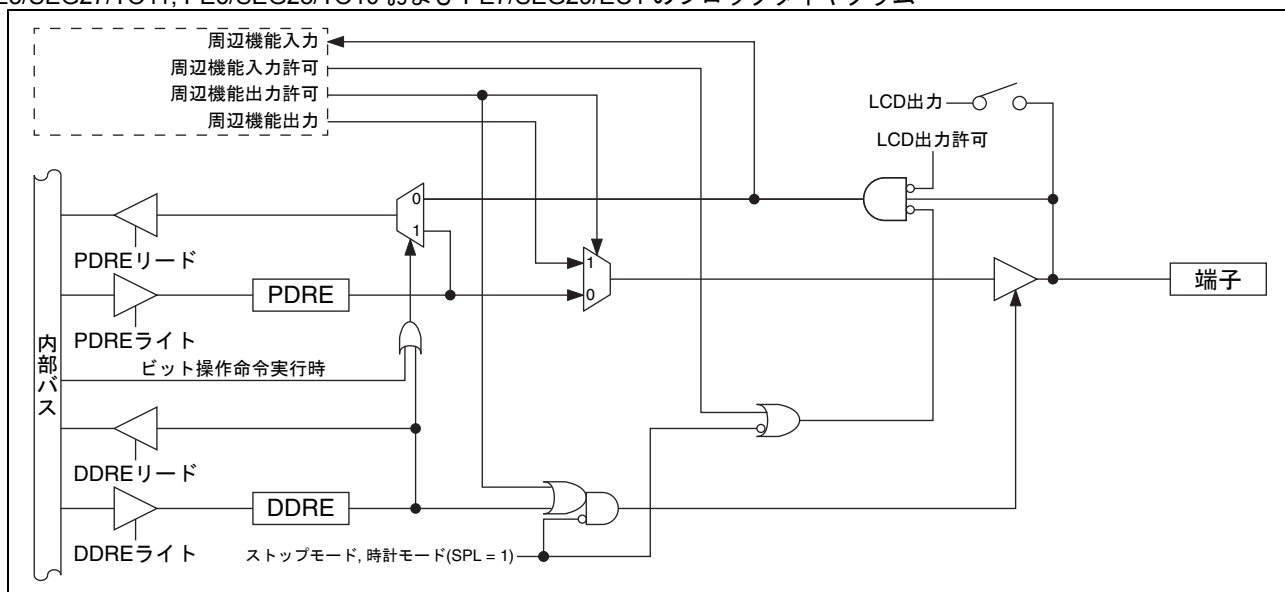 周辺機能入力
周辺機能入力許可
周辺機能出力許可
周辺機能出力
LCD出力
LCD出力許可
0
1
PDREリード
1
0
PDRE
端子
PDREライト
内部バス
ビット操作命令実行時
DDREリード
DDRE
DDREライト
ストップモード, 時計モード(SPL = 1)